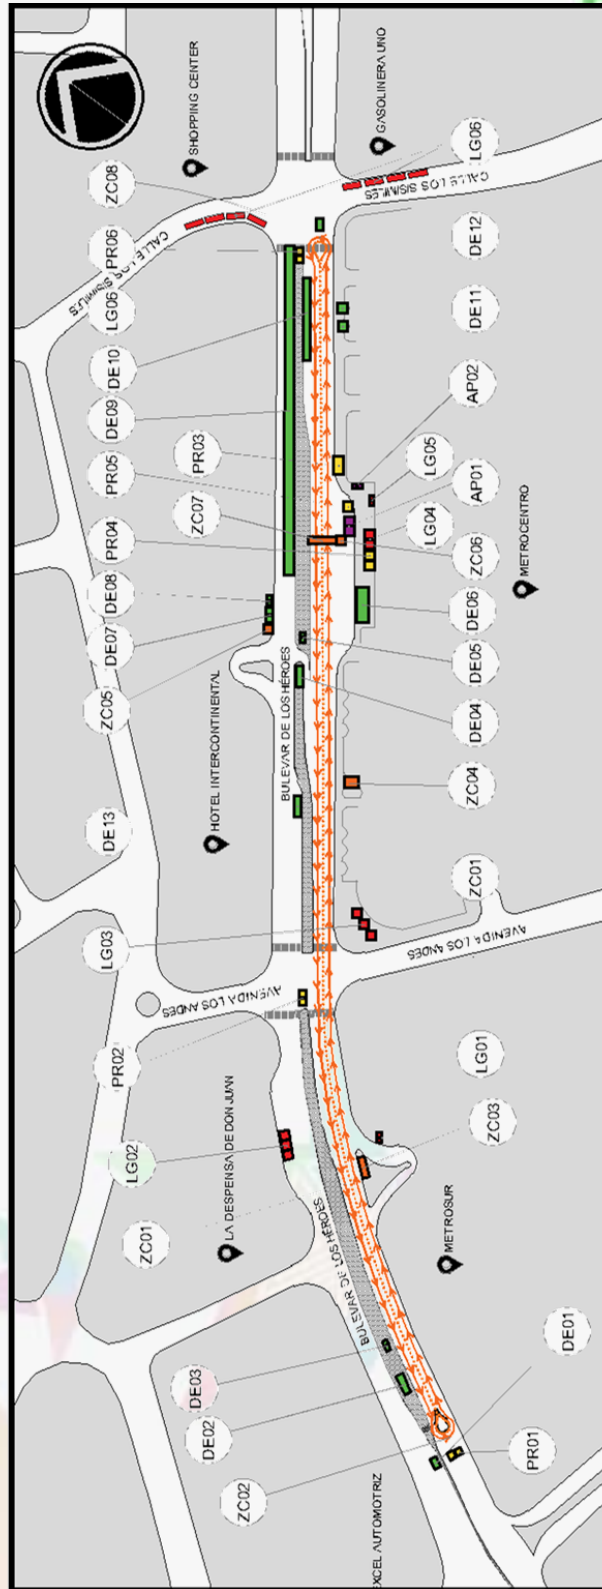 SHOPPING CENTER
GASOLINERA UNO
LG06
ZC08
CALLE LOS SISIMILES
CALLE LOS SISIMILES
PR06
DE12
LG06
DE11
DE10
AP02
DE09
PR03
LG05
PR05
AP01
ZC07
LG04
PR04
ZC06
METROCENTRO
DE08
DE06
DE07
DE05
ZC05
BULEVAR DE LOS HÉROES
DE04
HOTEL INTERCONTINENTAL
ZC04
DE13
ZC01
LG03
AVENIDA LOS ANDES
AVENIDA LOS ANDES
PR02
LG01
ZC03
LG02
LA DESPENSA DE DON JUAN
ZC01
BULEVAR DE LOS HÉROES
METROSUR
DE01
DE03
DE02
PR01
ZC02
EXCEL AUTOMOTRIZ